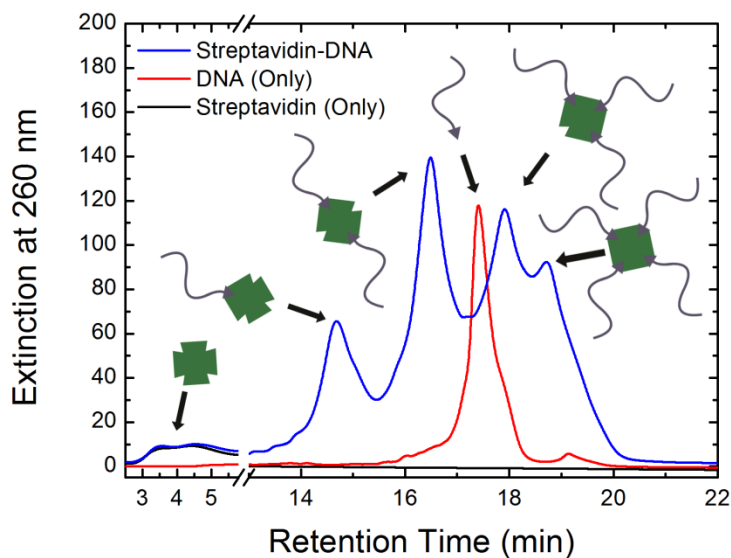 Streptavidin-DNA
DNA (Only)
Streptavidin (Only)
Extinction at 260 nm
200
180
160
140
120
100
80
60
40
20
0
3 4 5 14 16 18 20 22
Retention Time (min)